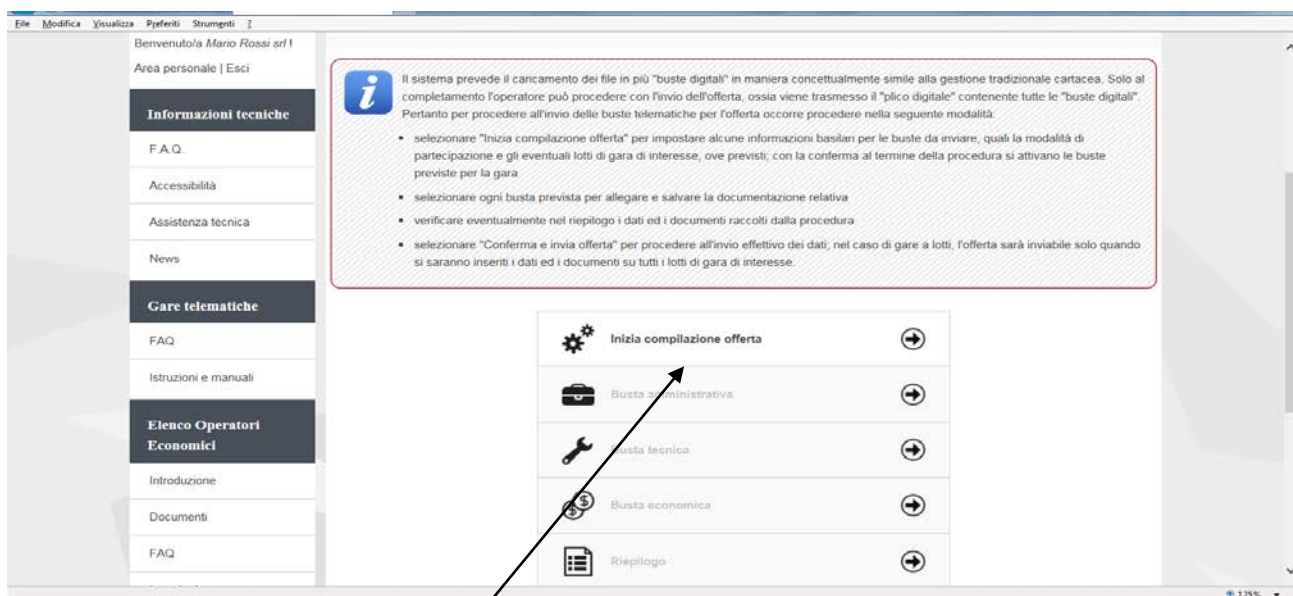 File Modifica Visualizza Preferiti Strumenti ?
Benvenuto/a Mario Rossi srl !
Area personale | Esci
Informazioni tecniche
F.A.Q.
Accessibilità
Assistenza tecnica
News
Gare telematiche
FAQ
Istruzioni e manuali
Elenco Operatori
Economici
Introduzione
Documenti
FAQ
Il sistema prevede il caricamento dei file in più "buste digitali" in maniera concettualmente simile alla gestione tradizionale cartacea. Solo al
completamento l'operatore può procedere con l'invio dell'offerta, ossia viene trasmesso il "plico digitale" contenente tutte le "buste digitali".
Pertanto per procedere all'invio delle buste telematiche per l'offerta occorre procedere nella seguente modalità:
selezionare "Inizia compilazione offerta" per impostare alcune informazioni basilari per le buste da inviare, quali la modalità di
partecipazione e gli eventuali lotti di gara di interesse, ove previsti; con la conferma al termine della procedura si attivano le buste
previste per la gara
selezionare ogni busta prevista per allegare e salvare la documentazione relativa
verificare eventualmente nel riepilogo i dati ed i documenti raccolti dalla procedura
selezionare "Conferma e invia offerta" per procedere all'invio effettivo dei dati; nel caso di gare a lotti, l'offerta sarà inviabile solo quando
si saranno inseriti i dati ed i documenti su tutti i lotti di gara di interesse.
Inizia compilazione offerta
Busta amministrativa
Busta tecnica
Busta economica
Riepilogo
125%